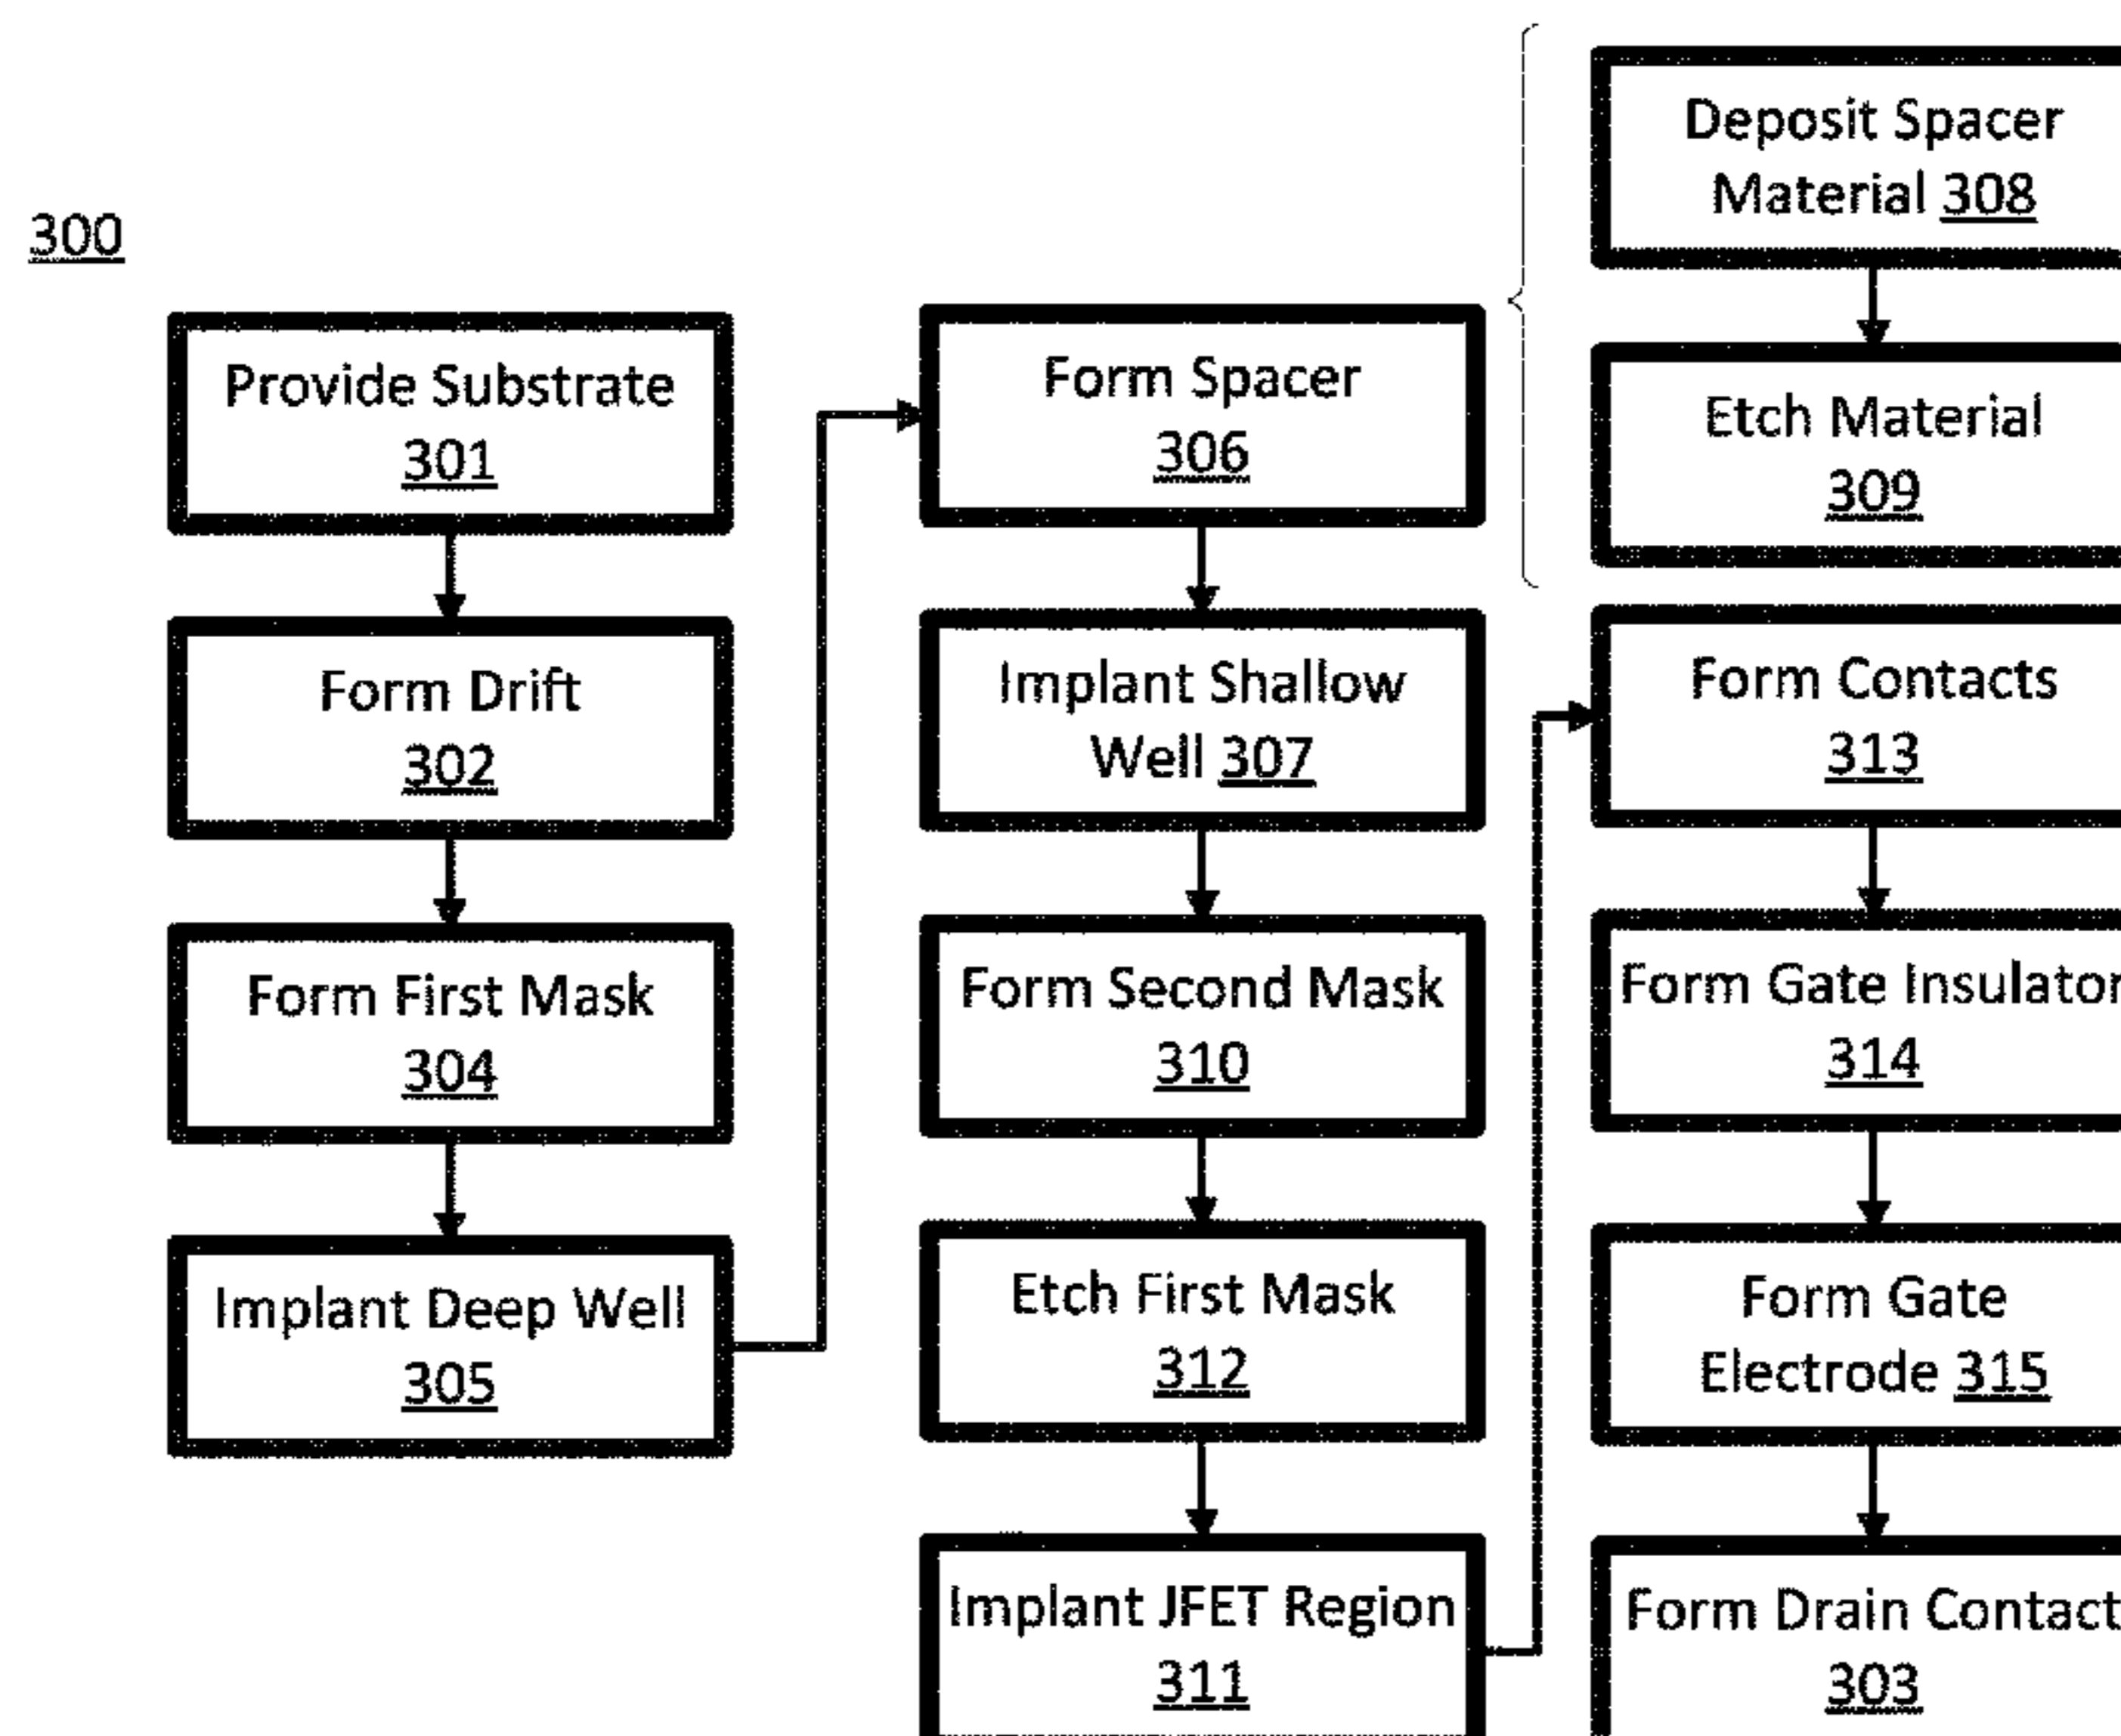 300
Provide Substrate
301
Form Drift
302
Form First Mask
304
Implant Deep Well
305
Form Spacer
306
Implant Shallow
Well 307
Form Second Mask
310
Etch First Mask
312
Implant JFET Region
311
Deposit Spacer
Material 308
Etch Material
309
Form Contacts
313
Form Gate Insulator
314
Form Gate
Electrode 315
Form Drain Contact
303